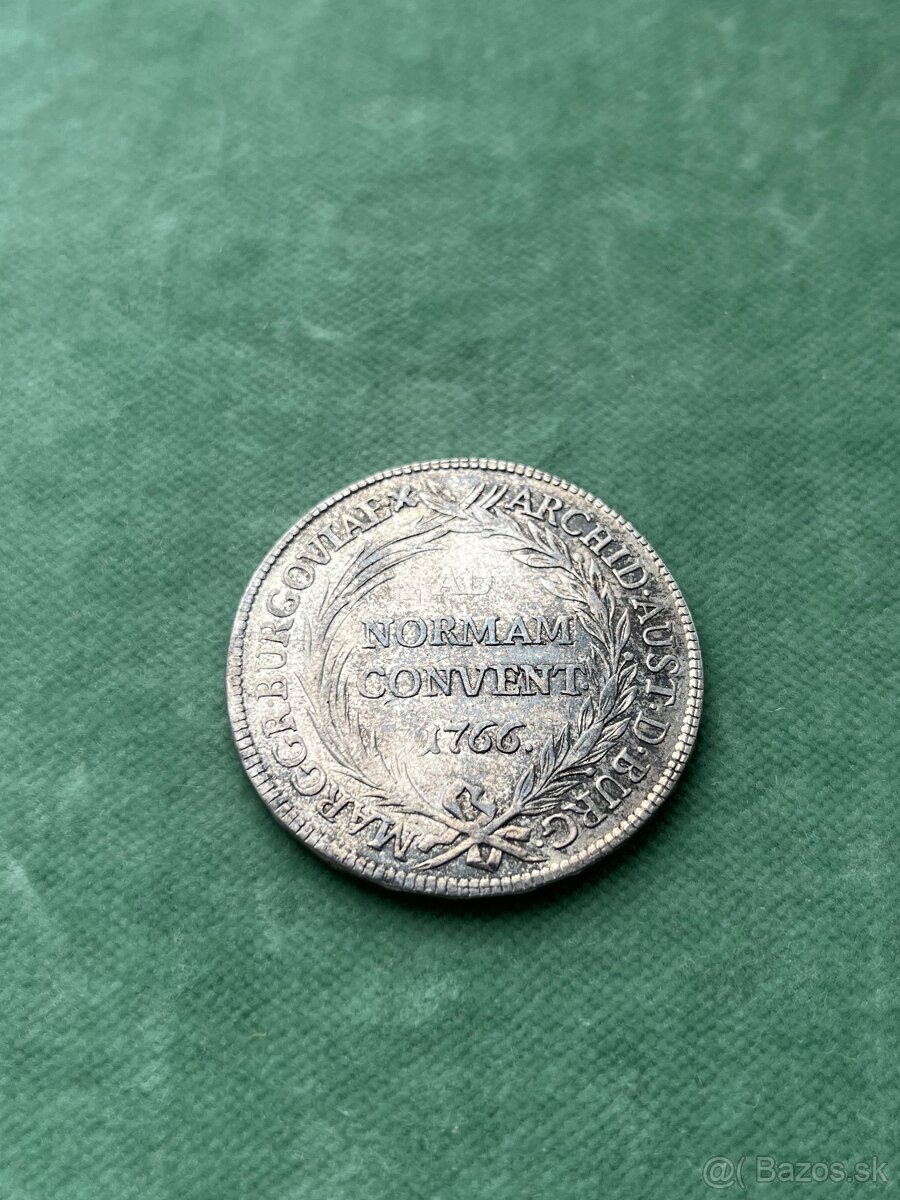 ARCHID·AUST·D·BURG·
MARGGR·BURGOVIAE
AD
NORMAM
CONVENT.
1766.
@( Bazos.sk